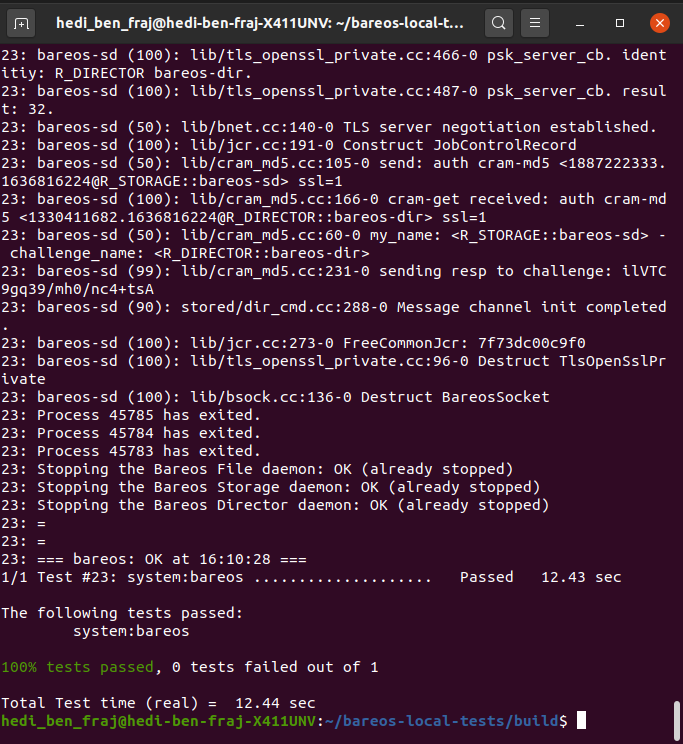 hedi_ben_fraj@hedi-ben-fraj-X411UNV: ~/bareos-local-t...
23: bareos-sd (100): lib/tls_openssl_private.cc:466-0 psk_server_cb. ident
itiy: R_DIRECTOR bareos-dir.
23: bareos-sd (100): lib/tls_openssl_private.cc:487-0 psk_server_cb. resul
t: 32.
23: bareos-sd (50): lib/bnet.cc:140-0 TLS server negotiation established.
23: bareos-sd (100): lib/jcr.cc:191-0 Construct JobControlRecord
23: bareos-sd (50): lib/cram_md5.cc:105-0 send: auth cram-md5 <1887222333.
1636816224@R_STORAGE::bareos-sd> ssl=1
23: bareos-sd (100): lib/cram_md5.cc:166-0 cram-get received: auth cram-md
5 <1330411682.1636816224@R_DIRECTOR::bareos-dir> ssl=1
23: bareos-sd (50): lib/cram_md5.cc:60-0 my_name: <R_STORAGE::bareos-sd> -
 challenge_name: <R_DIRECTOR::bareos-dir>
23: bareos-sd (99): lib/cram_md5.cc:231-0 sending resp to challenge: ilVTC
9gq39/mh0/nc4+tsA
23: bareos-sd (90): stored/dir_cmd.cc:288-0 Message channel init completed
.
23: bareos-sd (100): lib/jcr.cc:273-0 FreeCommonJcr: 7f73dc00c9f0
23: bareos-sd (100): lib/tls_openssl_private.cc:96-0 Destruct TlsOpenSslPr
ivate
23: bareos-sd (100): lib/bsock.cc:136-0 Destruct BareosSocket
23: Process 45785 has exited.
23: Process 45784 has exited.
23: Process 45783 has exited.
23: Stopping the Bareos File daemon: OK (already stopped)
23: Stopping the Bareos Storage daemon: OK (already stopped)
23: Stopping the Bareos Director daemon: OK (already stopped)
23: =
23: =
23: === bareos: OK at 16:10:28 ===
1/1 Test #23: system:bareos ....................   Passed   12.43 sec
The following tests passed:
        system:bareos
100% tests passed, 0 tests failed out of 1
Total Test time (real) =  12.44 sec
hedi_ben_fraj@hedi-ben-fraj-X411UNV:~/bareos-local-tests/build$